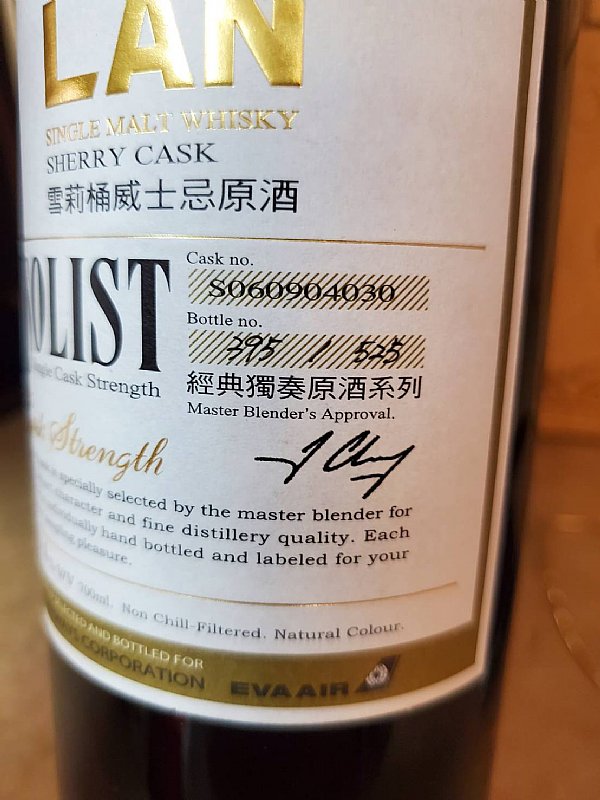 LAN
SINGLE MALT WHISKY
SHERRY CASK
雪莉桶威士忌原酒
OLIST
Cask Strength
Cask no.
S060904030
Bottle no.
395 / 525
經典獨奏原酒系列
Master Blender's Approval.
Strength
is specially selected by the master blender for
character and fine distillery quality. Each
individually hand bottled and labeled for your
pleasure.
700ml. Non Chill-Filtered. Natural Colour.
AND BOTTLED FOR
CORPORATION
EVA AIR